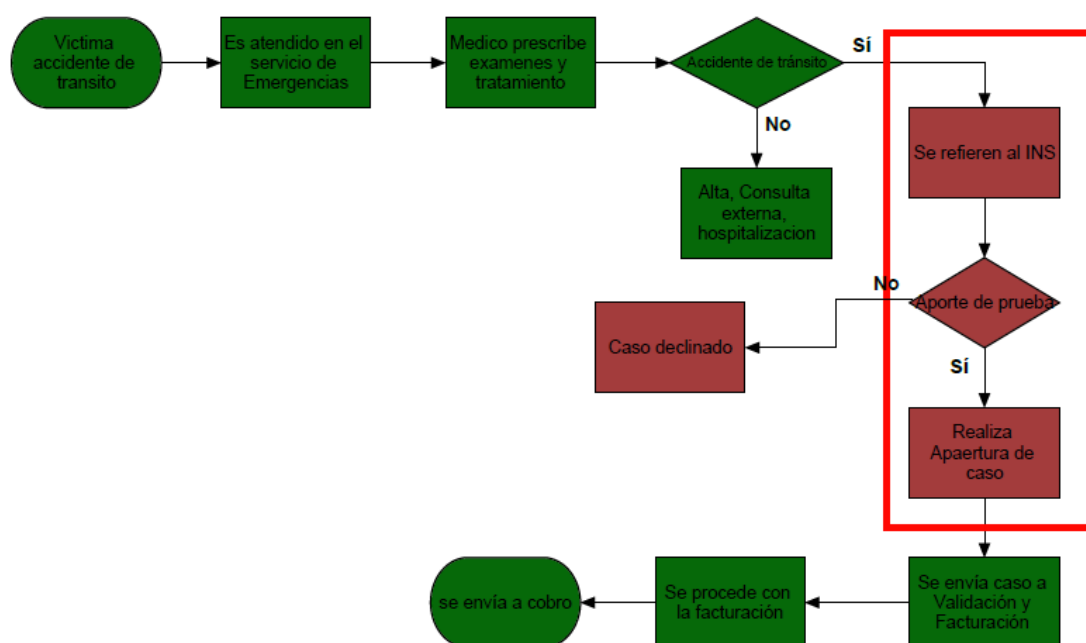 Victima
accidente de
transito
Es atendido en el
servicio de
Emergencias
Medico prescribe
examenes y
tratamiento
Accidente de tránsito
Sí
No
Se refieren al INS
Alta, Consulta
externa,
hospitalizacion
Aporte de prueba
No
Caso declinado
Sí
Realiza
Apaertura de
caso
Se envía caso a
Validación y
Facturación
Se procede con
la facturación
se envía a cobro